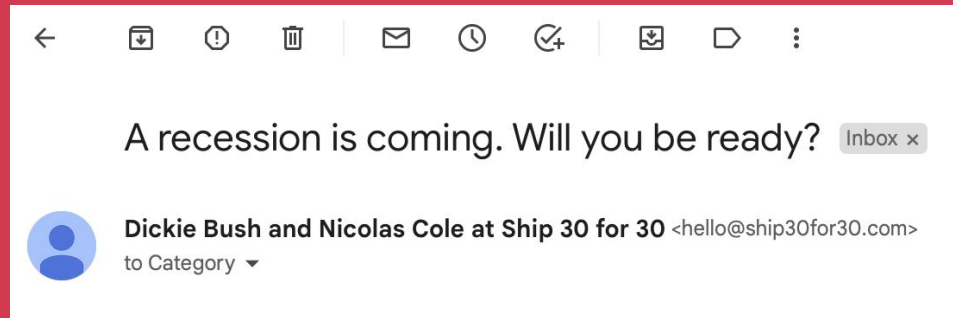 A recession is coming. Will you be ready? Inbox ×
Dickie Bush and Nicolas Cole at Ship 30 for 30 <hello@ship30for30.com>
to Category